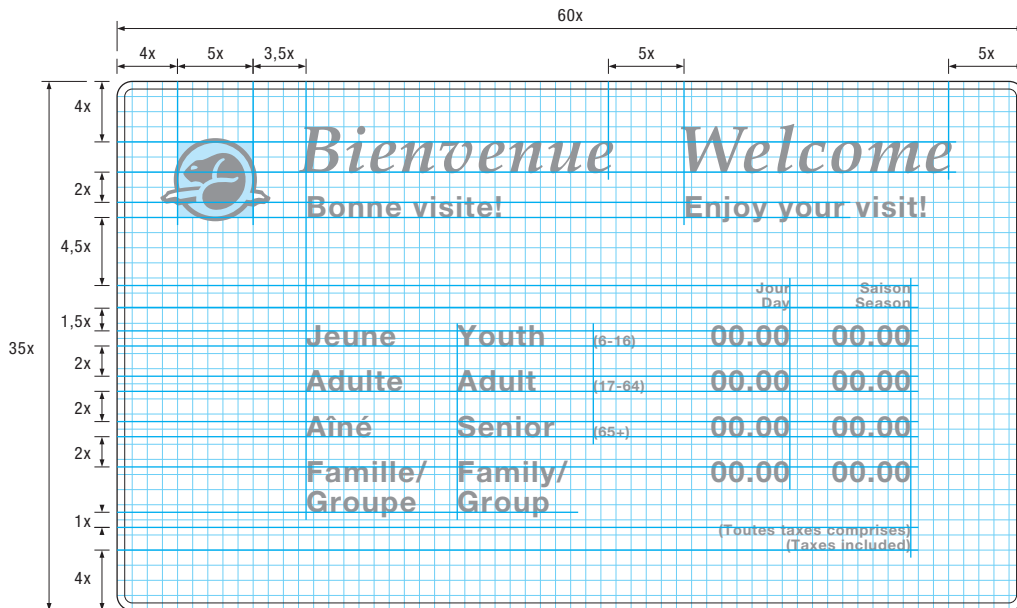 60x
4x 5x 3,5x 5x 5x
4x
Bienvenue Welcome
2x
Bonne visite! Enjoy your visit!
4,5x
Jour Saison
Day Season
1,5x
35x
Jeune Youth (6-16) 00.00 00.00
2x
Adulte Adult (17-64) 00.00 00.00
2x
Aîné Senior (65+) 00.00 00.00
2x
Famille/ Family/ 00.00 00.00
Groupe Group
1x
(Toutes taxes comprises)
(Taxes included)
4x